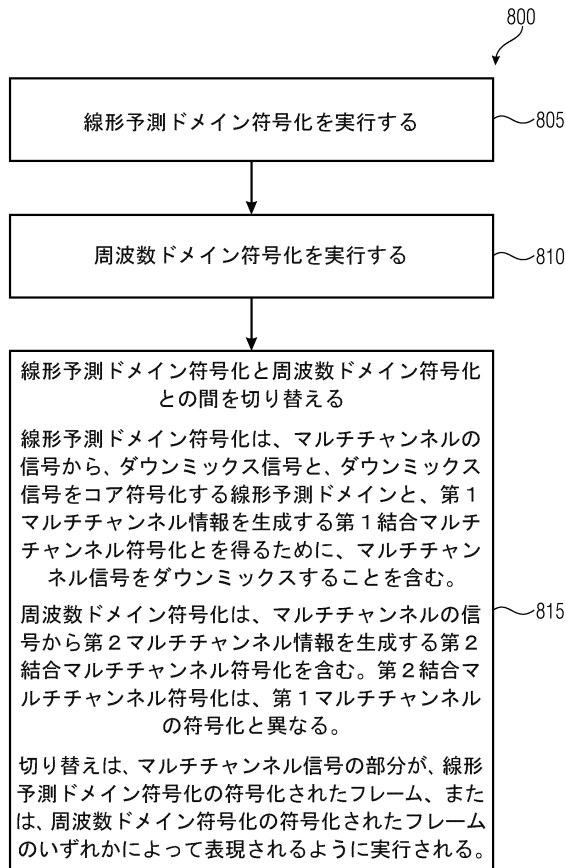 800
線形予測ドメイン符号化を実行する
805
周波数ドメイン符号化を実行する
810
線形予測ドメイン符号化と周波数ドメイン符号化
との間を切り替える
線形予測ドメイン符号化は、マルチチャンネルの
信号から、ダウンミックス信号と、ダウンミックス
信号をコア符号化する線形予測ドメインと、第１
マルチチャンネル情報を生成する第１結合マルチ
チャンネル符号化とを得るために、マルチチャン
ネル信号をダウンミックスすることを含む。
周波数ドメイン符号化は、マルチチャンネルの信
号から第２マルチチャンネル情報を生成する第２
結合マルチチャンネル符号化を含む。第２結合マ
ルチチャンネル符号化は、第１マルチチャンネル
の符号化と異なる。
815
切り替えは、マルチチャンネル信号の部分が、線形
予測ドメイン符号化の符号化されたフレーム、また
は、周波数ドメイン符号化の符号化されたフレーム
のいずれかによって表現されるように実行される。